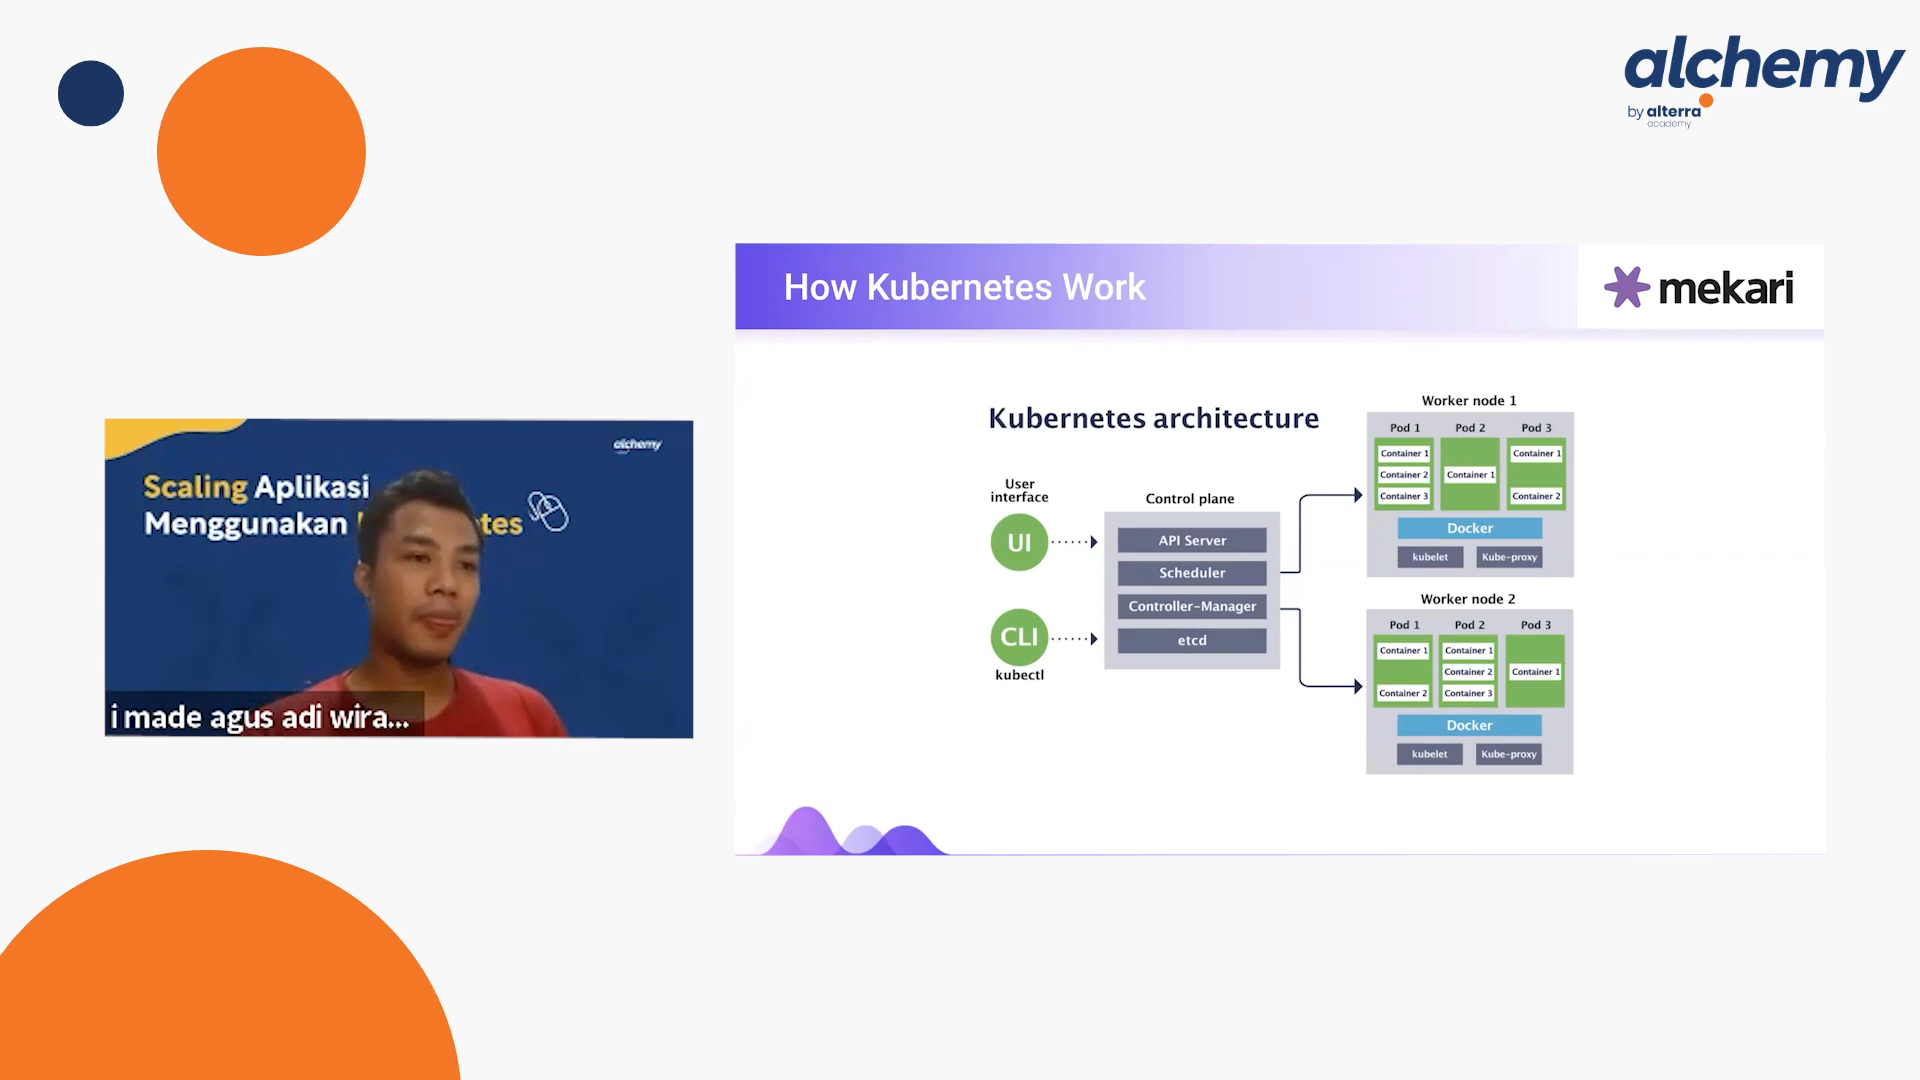 alchemy
by alterra
academy
How Kubernetes Work
mekari
alchemy
Scaling Aplikasi
Menggunakan tes
i made agus adi wira...
Kubernetes architecture
User
interface
UI
CLI
kubectl
Control plane
API Server
Scheduler
Controller-Manager
etcd
Worker node 1
Pod 1 Pod 2 Pod 3
Container 1 Container 1
Container 2 Container 1
Container 3 Container 2
Docker
kubelet Kube-proxy
Worker node 2
Pod 1 Pod 2 Pod 3
Container 1 Container 1
Container 2 Container 1
Container 2 Container 3
Docker
kubelet Kube-proxy